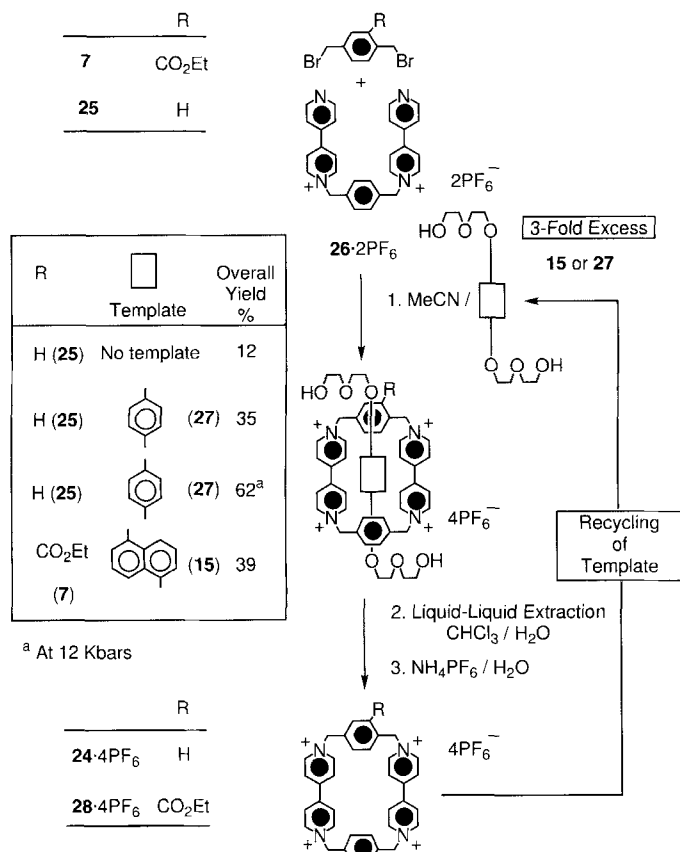 R
7 CO2Et
25 H
R
Br Br
+
N N
N N
+ +
2PF6−
26·2PF6
HO O O
3-Fold Excess
15 or 27
1. MeCN /
O O OH
R Template Overall Yield %
H (25) No template 12
H (25) (27) 35
H (25) (27) 62a
CO2Et (7) (15) 39
a At 12 Kbars
HO O O R
+ N N +
+ N N +
4PF6−
O O OH
Recycling of Template
2. Liquid-Liquid Extraction
CHCl3 / H2O
3. NH4PF6 / H2O
R
24·4PF6 H
28·4PF6 CO2Et
R
+ N N +
+ N N +
4PF6−